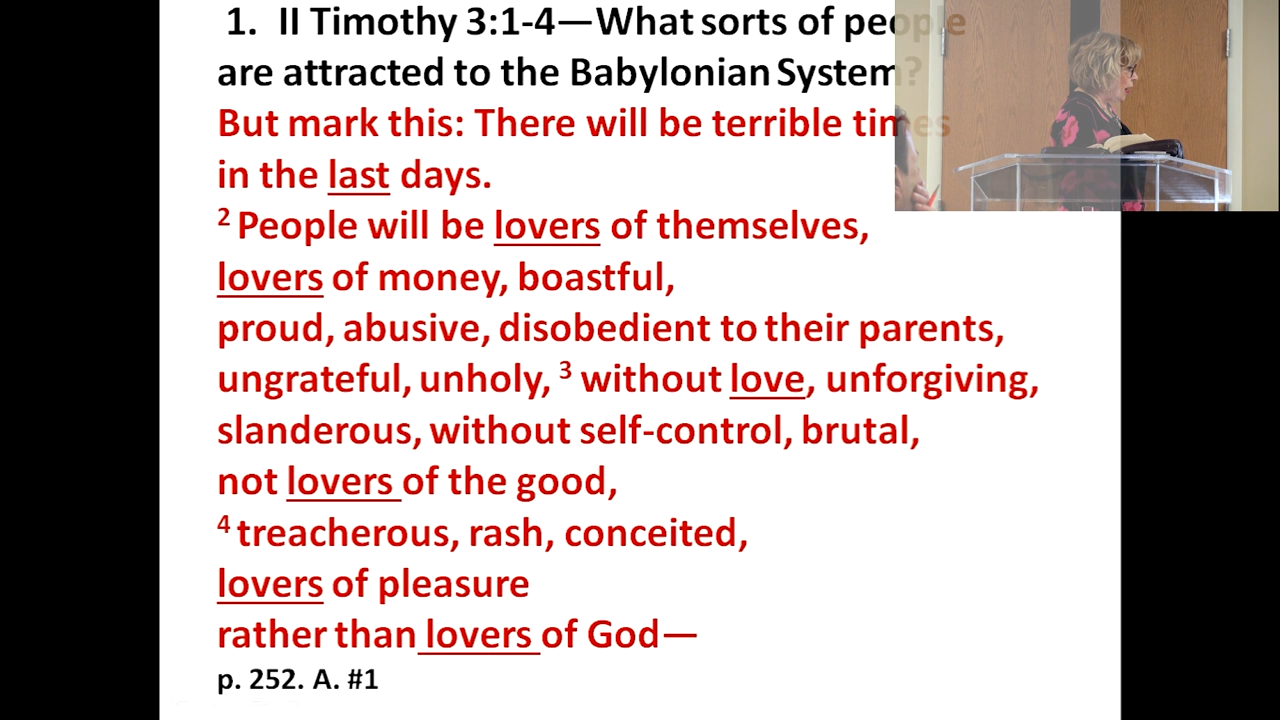 1. II Timothy 3:1-4—What sorts of people
are attracted to the Babylonian System?
But mark this: There will be terrible times
in the last days.
2 People will be lovers of themselves,
lovers of money, boastful,
proud, abusive, disobedient to their parents,
ungrateful, unholy, 3 without love, unforgiving,
slanderous, without self-control, brutal,
not lovers of the good,
4 treacherous, rash, conceited,
lovers of pleasure
rather than lovers of God—
p. 252. A. #1